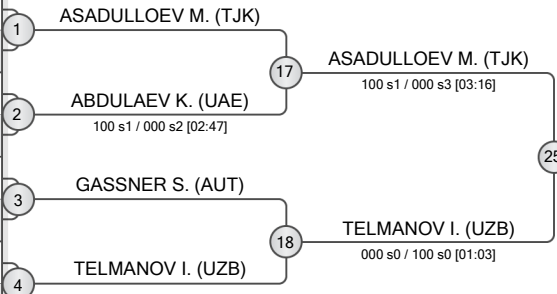 ASADULLOEV M. (TJK)
1
17
ASADULLOEV M. (TJK)
100 s1 / 000 s3 [03:16]
ABDULAEV K. (UAE)
2
100 s1 / 000 s2 [02:47]
25
GASSNER S. (AUT)
3
18
TELMANOV I. (UZB)
000 s0 / 100 s0 [01:03]
TELMANOV I. (UZB)
4